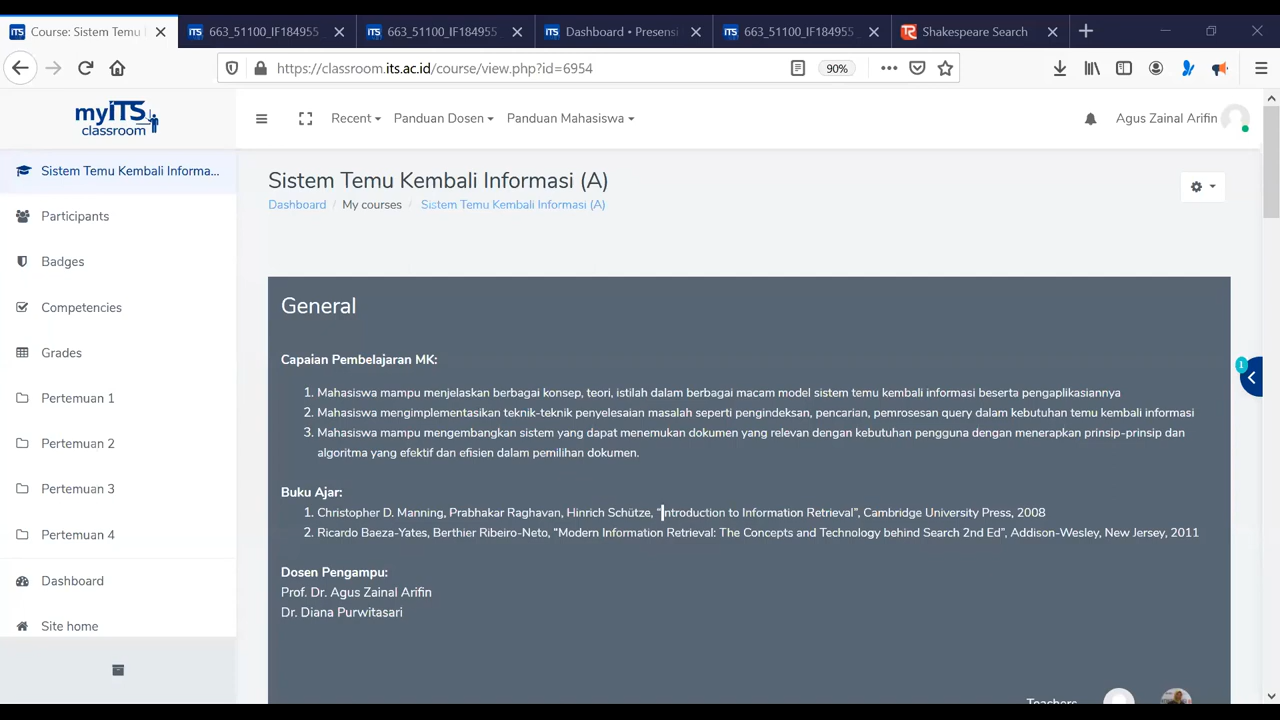 Course: Sistem Temu
663_51100_IF184955
663_51100_IF184955
Dashboard • Presensi
663_51100_IF184955
Shakespeare Search
https://classroom.its.ac.id/course/view.php?id=6954
90%
myITS
classroom
Recent
Panduan Dosen
Panduan Mahasiswa
Agus Zainal Arifin
Sistem Temu Kembali Informa...
Participants
Badges
Competencies
Grades
Pertemuan 1
Pertemuan 2
Pertemuan 3
Pertemuan 4
Dashboard
Site home
Sistem Temu Kembali Informasi (A)
Dashboard / My courses / Sistem Temu Kembali Informasi (A)
General
Capaian Pembelajaran MK:
1. Mahasiswa mampu menjelaskan berbagai konsep, teori, istilah dalam berbagai macam model sistem temu kembali informasi beserta pengaplikasiannya
2. Mahasiswa mengimplementasikan teknik-teknik penyelesaian masalah seperti pengindeksan, pencarian, pemrosesan query dalam kebutuhan temu kembali informasi
3. Mahasiswa mampu mengembangkan sistem yang dapat menemukan dokumen yang relevan dengan kebutuhan pengguna dengan menerapkan prinsip-prinsip dan
algoritma yang efektif dan efisien dalam pemilihan dokumen.
Buku Ajar:
1. Christopher D. Manning, Prabhakar Raghavan, Hinrich Schütze, "Introduction to Information Retrieval", Cambridge University Press, 2008
2. Ricardo Baeza-Yates, Berthier Ribeiro-Neto, "Modern Information Retrieval: The Concepts and Technology behind Search 2nd Ed", Addison-Wesley, New Jersey, 2011
Dosen Pengampu:
Prof. Dr. Agus Zainal Arifin
Dr. Diana Purwitasari
1
Teachers